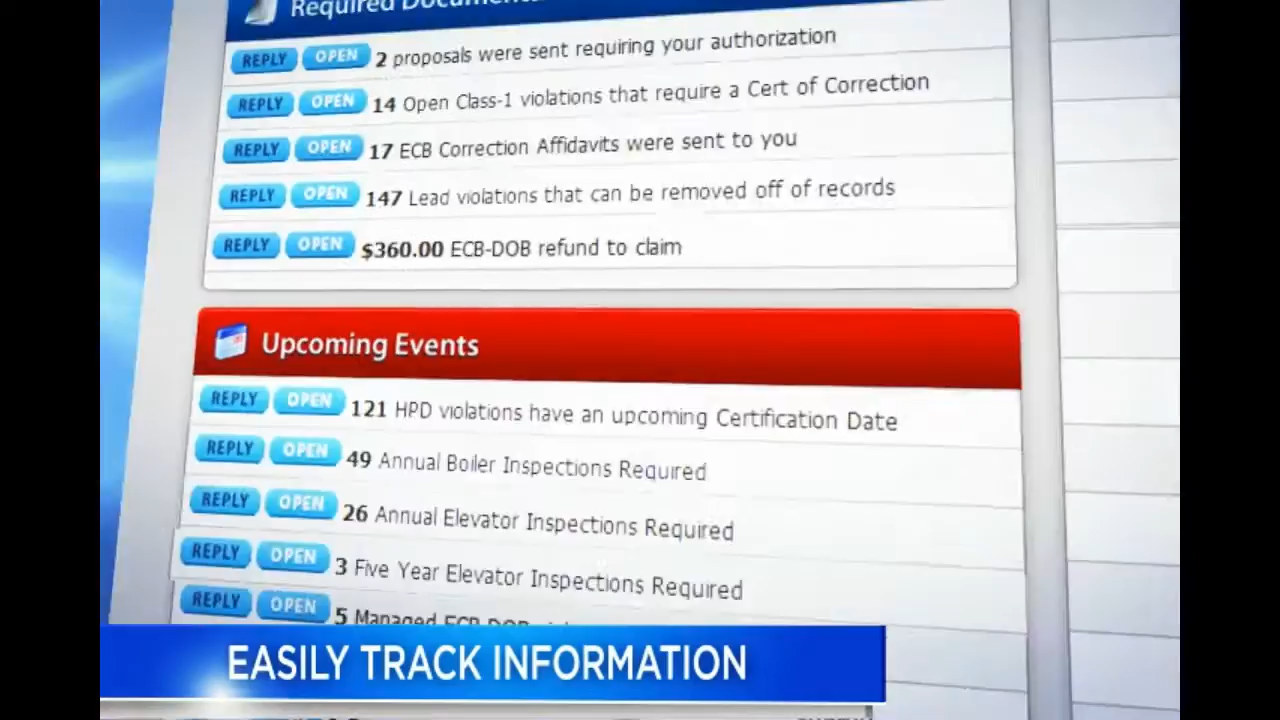 Required
REPLY OPEN 2 proposals were sent requiring your authorization
REPLY OPEN 14 Open Class-1 violations that require a Cert of Correction
REPLY OPEN 17 ECB Correction Affidavits were sent to you
REPLY OPEN 147 Lead violations that can be removed off of records
REPLY OPEN $360.00 ECB-DOB refund to claim
Upcoming Events
REPLY OPEN 121 HPD violations have an upcoming Certification Date
REPLY OPEN 49 Annual Boiler Inspections Required
REPLY OPEN 26 Annual Elevator Inspections Required
REPLY OPEN 3 Five Year Elevator Inspections Required
REPLY OPEN 5 Managed ECB-DOB
EASILY TRACK INFORMATION